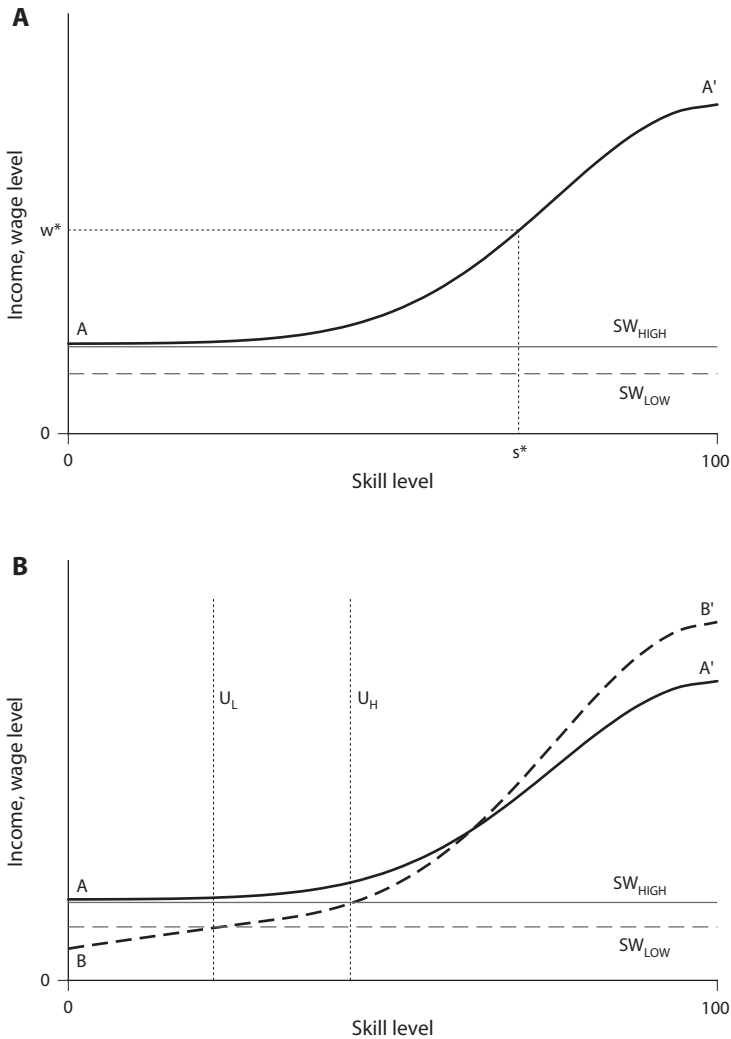 A
A'
Income, wage level
w*
A
SW_HIGH
SW_LOW
0
0
s*
100
Skill level
B
B'
A'
U_L
U_H
Income, wage level
A
SW_HIGH
B
SW_LOW
0
0
100
Skill level